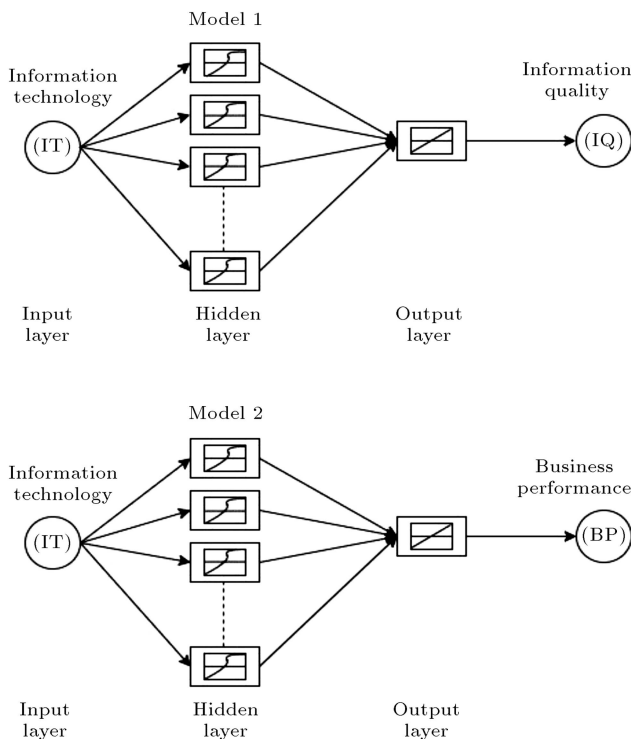 Model 1
Information
technology
Information
quality
(IT)
(IQ)
Input
layer
Hidden
layer
Output
layer
Model 2
Information
technology
Business
performance
(IT)
(BP)
Input
layer
Hidden
layer
Output
layer